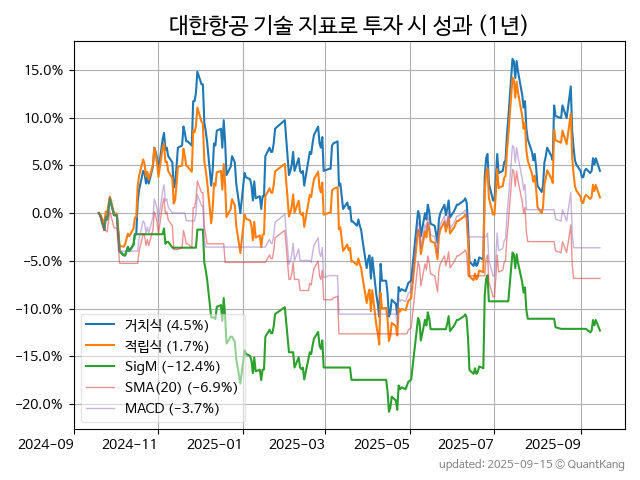 대한항공 기술 지표로 투자 시 성과 (1년)
15.0%
10.0%
5.0%
0.0%
−5.0%
−10.0%
−15.0%
−20.0%
거치식 (4.5%)
적립식 (1.7%)
SigM (−12.4%)
SMA(20) (−6.9%)
MACD (−3.7%)
2024-09
2024-11
2025-01
2025-03
2025-05
2025-07
2025-09
updated: 2025-09-15 © QuantKang